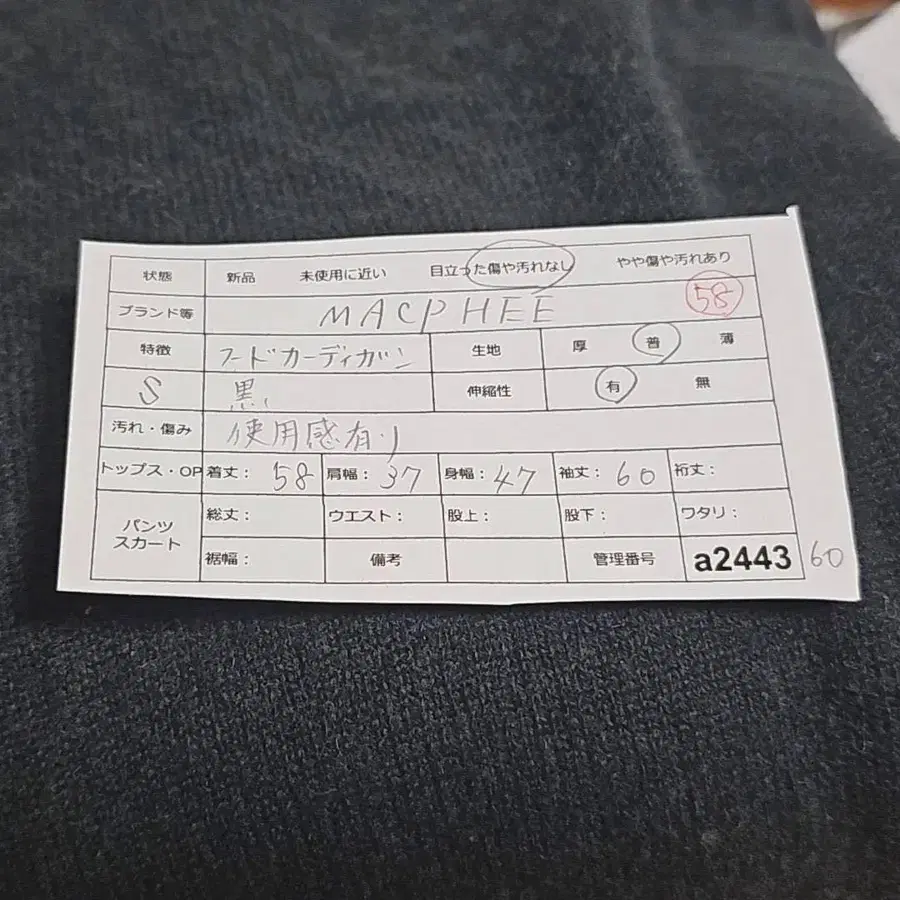 状態 新品 未使用に近い 目立った傷や汚れなし やや傷や汚れあり
ブランド等 MACPHEE 58
特徴 フードカーディガン 生地 厚 普 薄
S 黒 伸縮性 有 無
汚れ・傷み 使用感有り
トップス・OP 着丈: 58 肩幅: 37 身幅: 47 袖丈: 60 裄丈:
パンツ スカート
総丈: ウエスト: 股上: 股下: ワタリ:
裾幅: 備考 管理番号 a2443 60